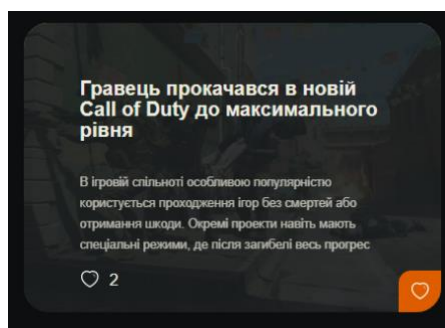 Гравець прокачався в новій
Call of Duty до максимального
рівня
В ігровій спільноті особливою популярністю
користується проходження ігор без смертей або
отримання шкоди. Окремі проекти навіть мають
спеціальні режими, де після загибелі весь прогрес
2